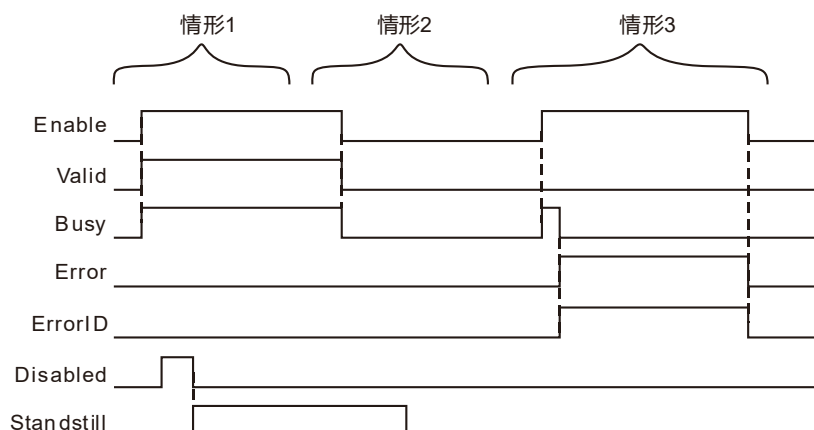 情形1 情形2 情形3
Enable
Valid
Busy
Error
ErrorID
Disabled
Standstill